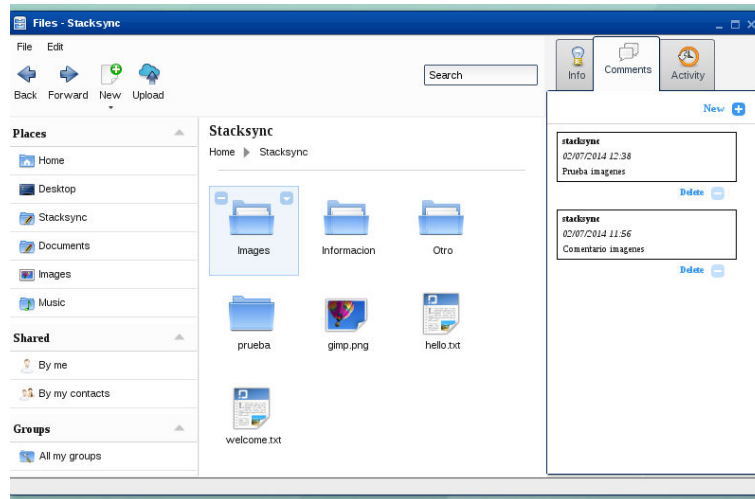 Files - Stacksync
File Edit
Back Forward New Upload
Search
Info Comments Activity
New
Places
Home
Desktop
Stacksync
Documents
Images
Music
Shared
By me
By my contacts
Groups
All my groups
Stacksync
Home Stacksync
Images Informacion Otro
prueba gimp.png hello.txt
welcome.txt
stacksync
02/07/2014 12:38
Prueba imagenes
Delete
stacksync
02/07/2014 11:56
Comentario imagenes
Delete